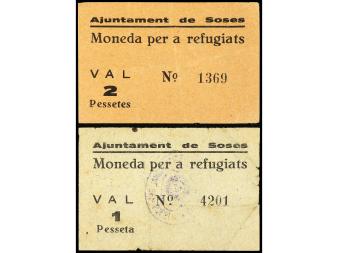 Ajuntament de Soses
Moneda per a refugiats
VAL Nº 1369
2
Pessetes
Ajuntament de Soses
Moneda per a refugiats
VAL Nº 4201
1
Pesseta